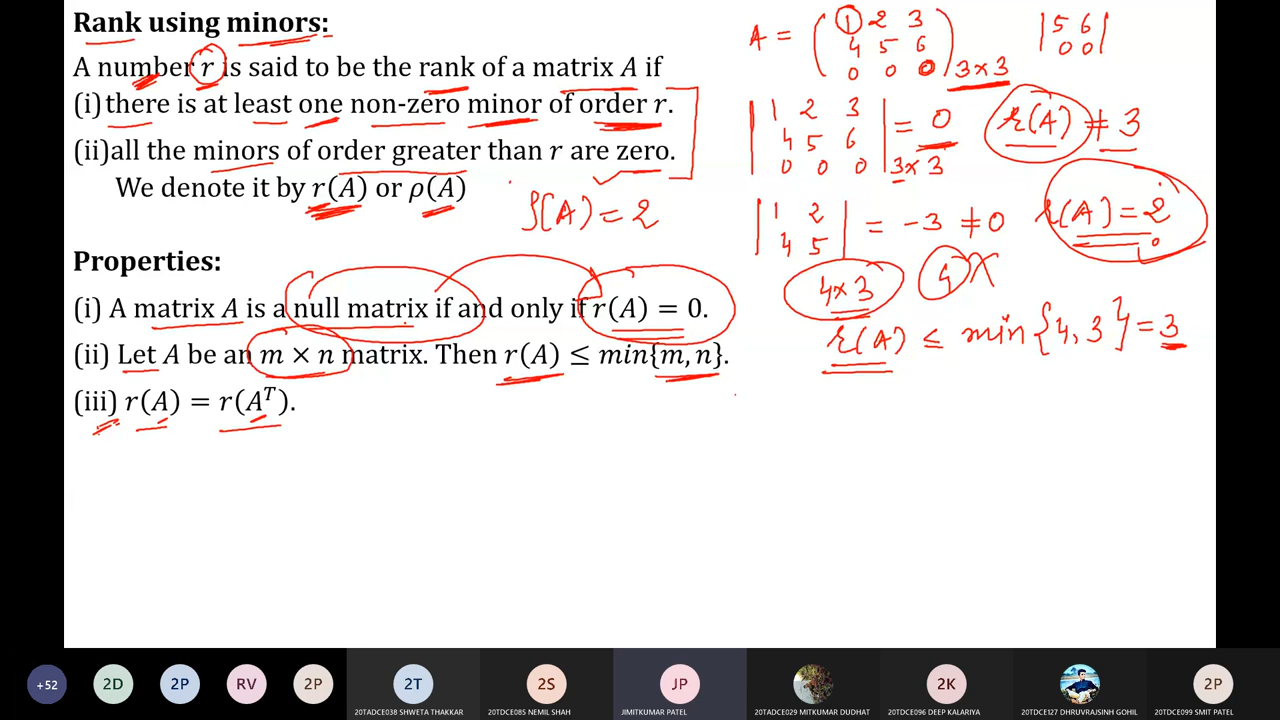 Rank using minors:
A number r is said to be the rank of a matrix A if
(i) there is at least one non-zero minor of order r.
(ii)all the minors of order greater than r are zero.
We denote it by r(A) or ρ(A)
ρ(A) = 2
Properties:
(i) A matrix A is a null matrix if and only if r(A) = 0.
(ii) Let A be an m × n matrix. Then r(A) ≤ min{m, n}.
(iii) r(A) = r(Aᵀ).
A = ( 1 2 3
4 5 6
0 0 0 ) 3×3
| 5 6
0 0 |
| 1 2 3
4 5 6
0 0 0 | 3×3 = 0
r(A) ≠ 3
| 1 2
4 5 | = -3 ≠ 0
r(A) = 2
4×3
4 X
r(A) ≤ min {4, 3} = 3
+52
2D
2P
RV
2P
2T
20TADCE038 SHWETA THAKKAR
2S
20TDCE085 NEMIL SHAH
JP
JIMITKUMAR PATEL
20TADCE029 MITKUMAR DUDHAT
2K
20TDCE096 DEEP KALARIYA
20TDCE127 DHRUVRAJSINH GOHIL
2P
20TDCE099 SMIT PATEL